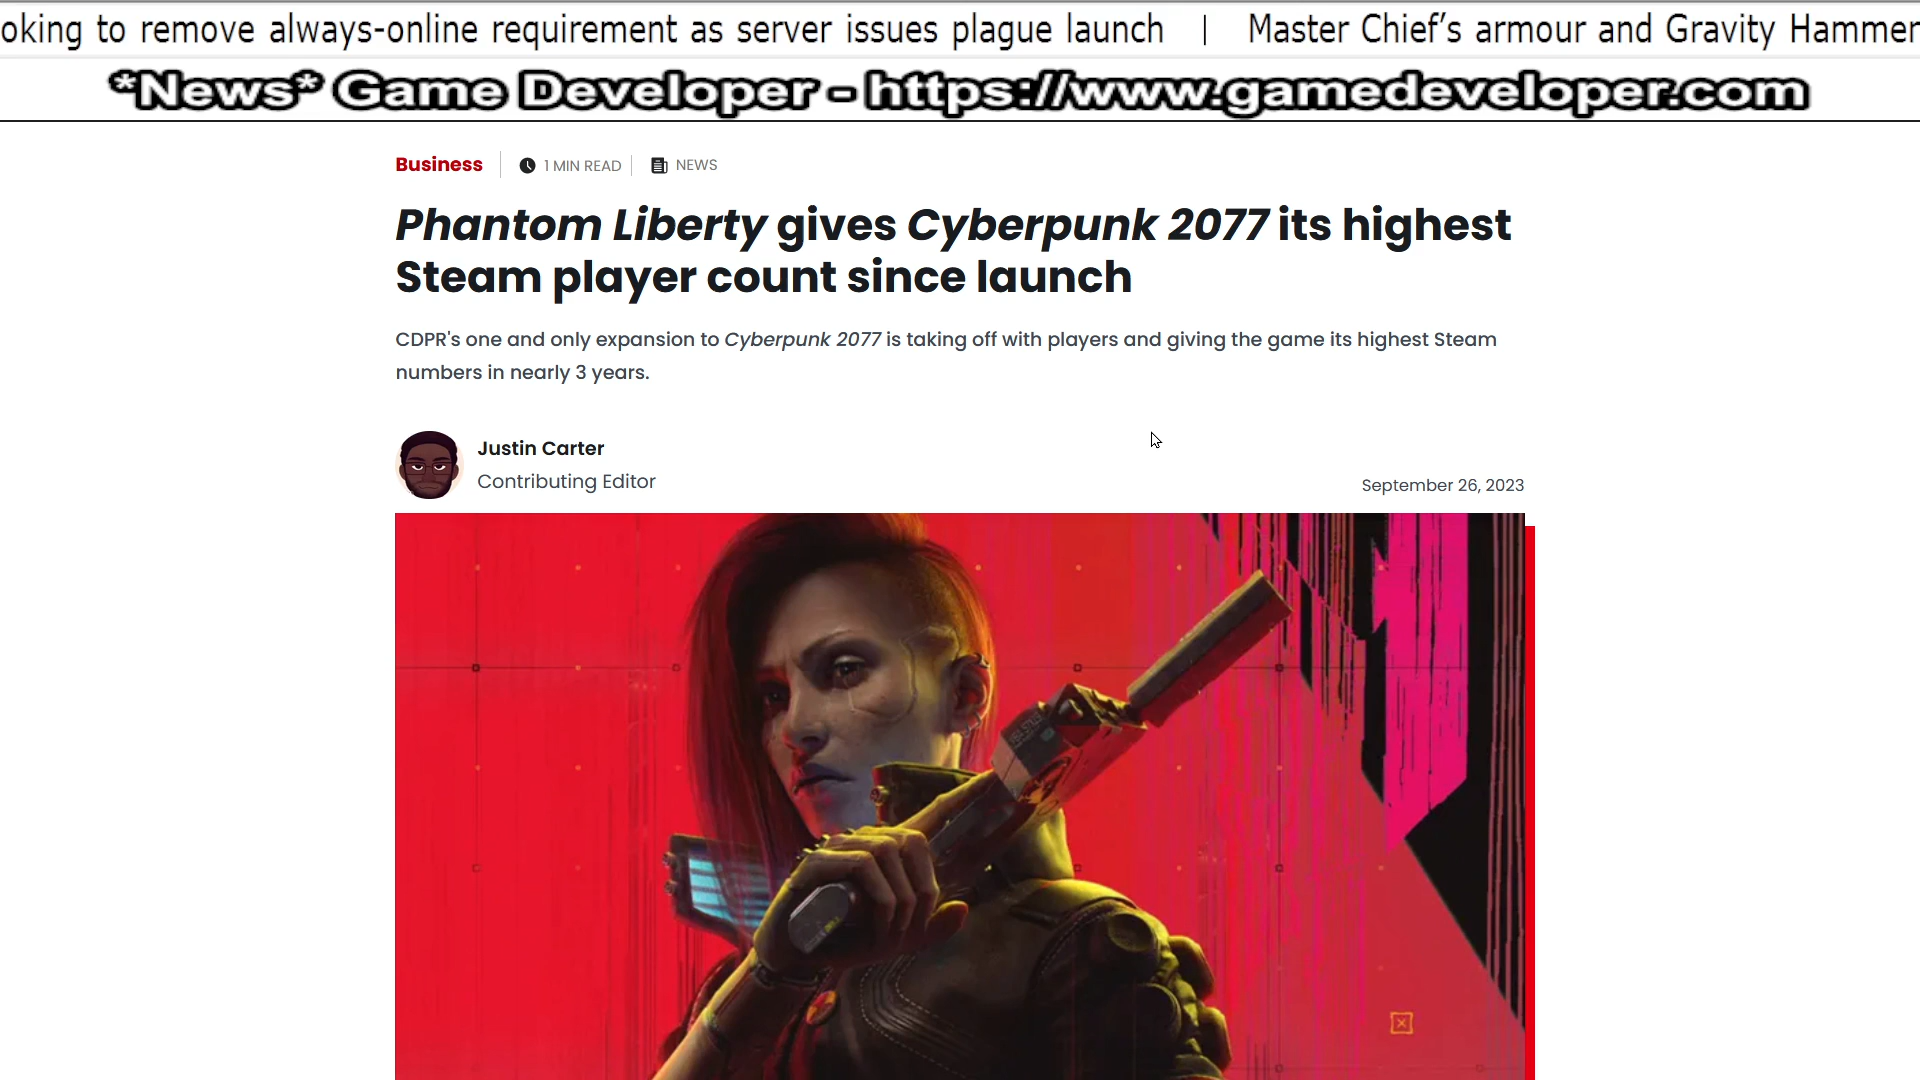 oking to remove always-online requirement as server issues plague launch | Master Chief’s armour and Gravity Hammer
*News* Game Developer - https://www.gamedeveloper.com
Business
1 MIN READ
NEWS
Phantom Liberty gives Cyberpunk 2077 its highest
Steam player count since launch
CDPR's one and only expansion to Cyberpunk 2077 is taking off with players and giving the game its highest Steam
numbers in nearly 3 years.
Justin Carter
Contributing Editor
September 26, 2023